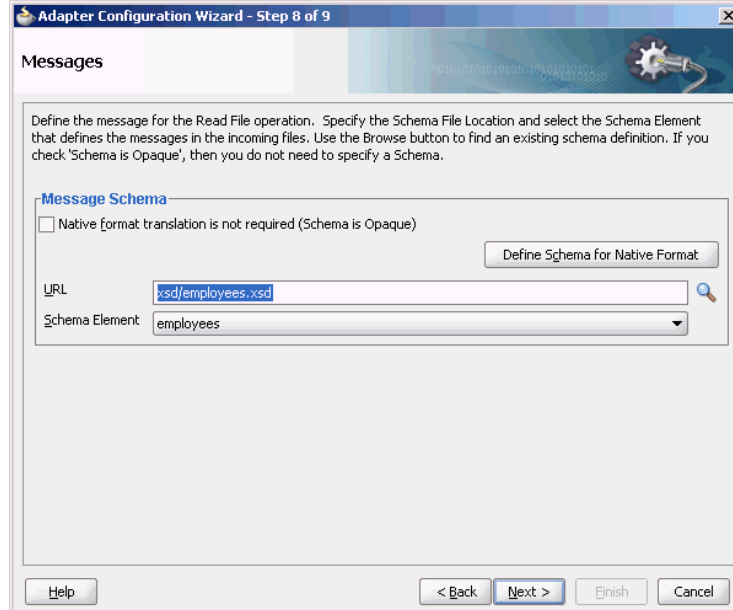 Adapter Configuration Wizard - Step 8 of 9
Messages
Define the message for the Read File operation.  Specify the Schema File Location and select the Schema Element
that defines the messages in the incoming files. Use the Browse button to find an existing schema definition. If you
check 'Schema is Opaque', then you do not need to specify a Schema.
Message Schema
Native format translation is not required (Schema is Opaque)
Define Schema for Native Format
URL xsd/employees.xsd
Schema Element employees
Help < Back Next > Finish Cancel